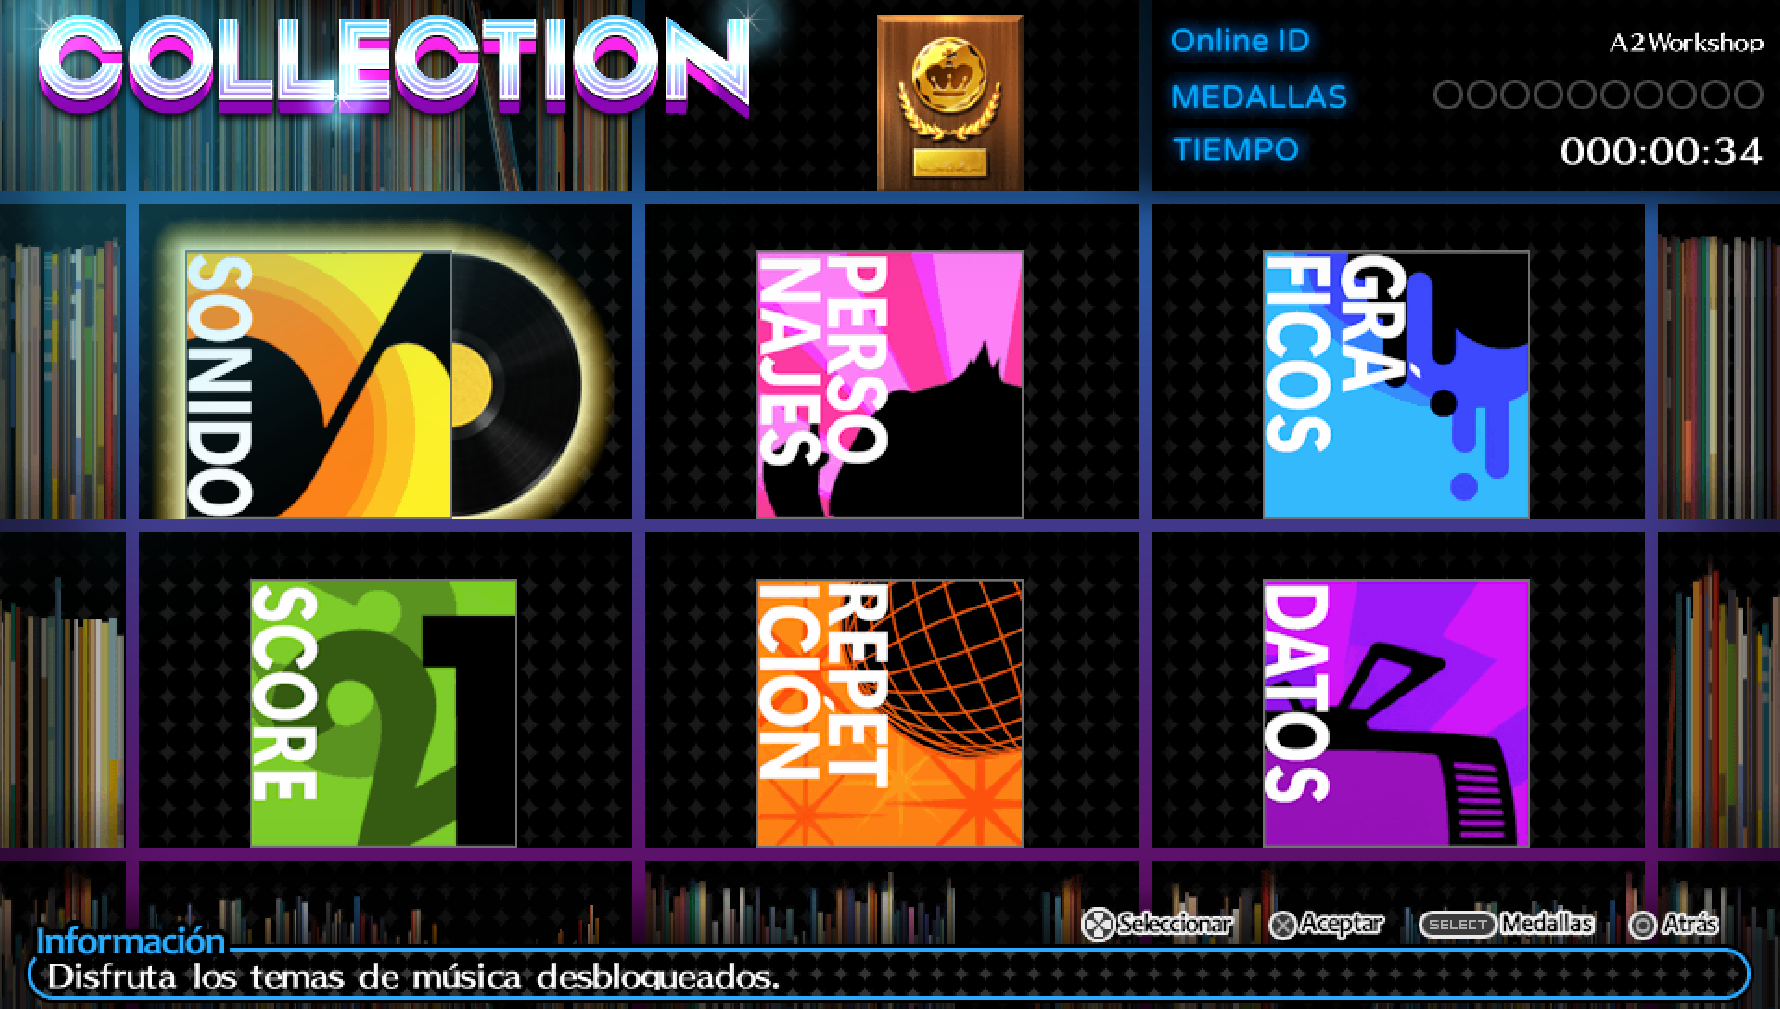 COLLECTION
Online ID
A2Workshop
MEDALLAS
TIEMPO
000:00:34
SONIDO
PERSO
NAJES
GRÁ
FICOS
SCORE
REPET
ICIÓN
DATOS
Seleccionar
Aceptar
SELECT Medallas
Atrás
Información
Disfruta los temas de música desbloqueados.